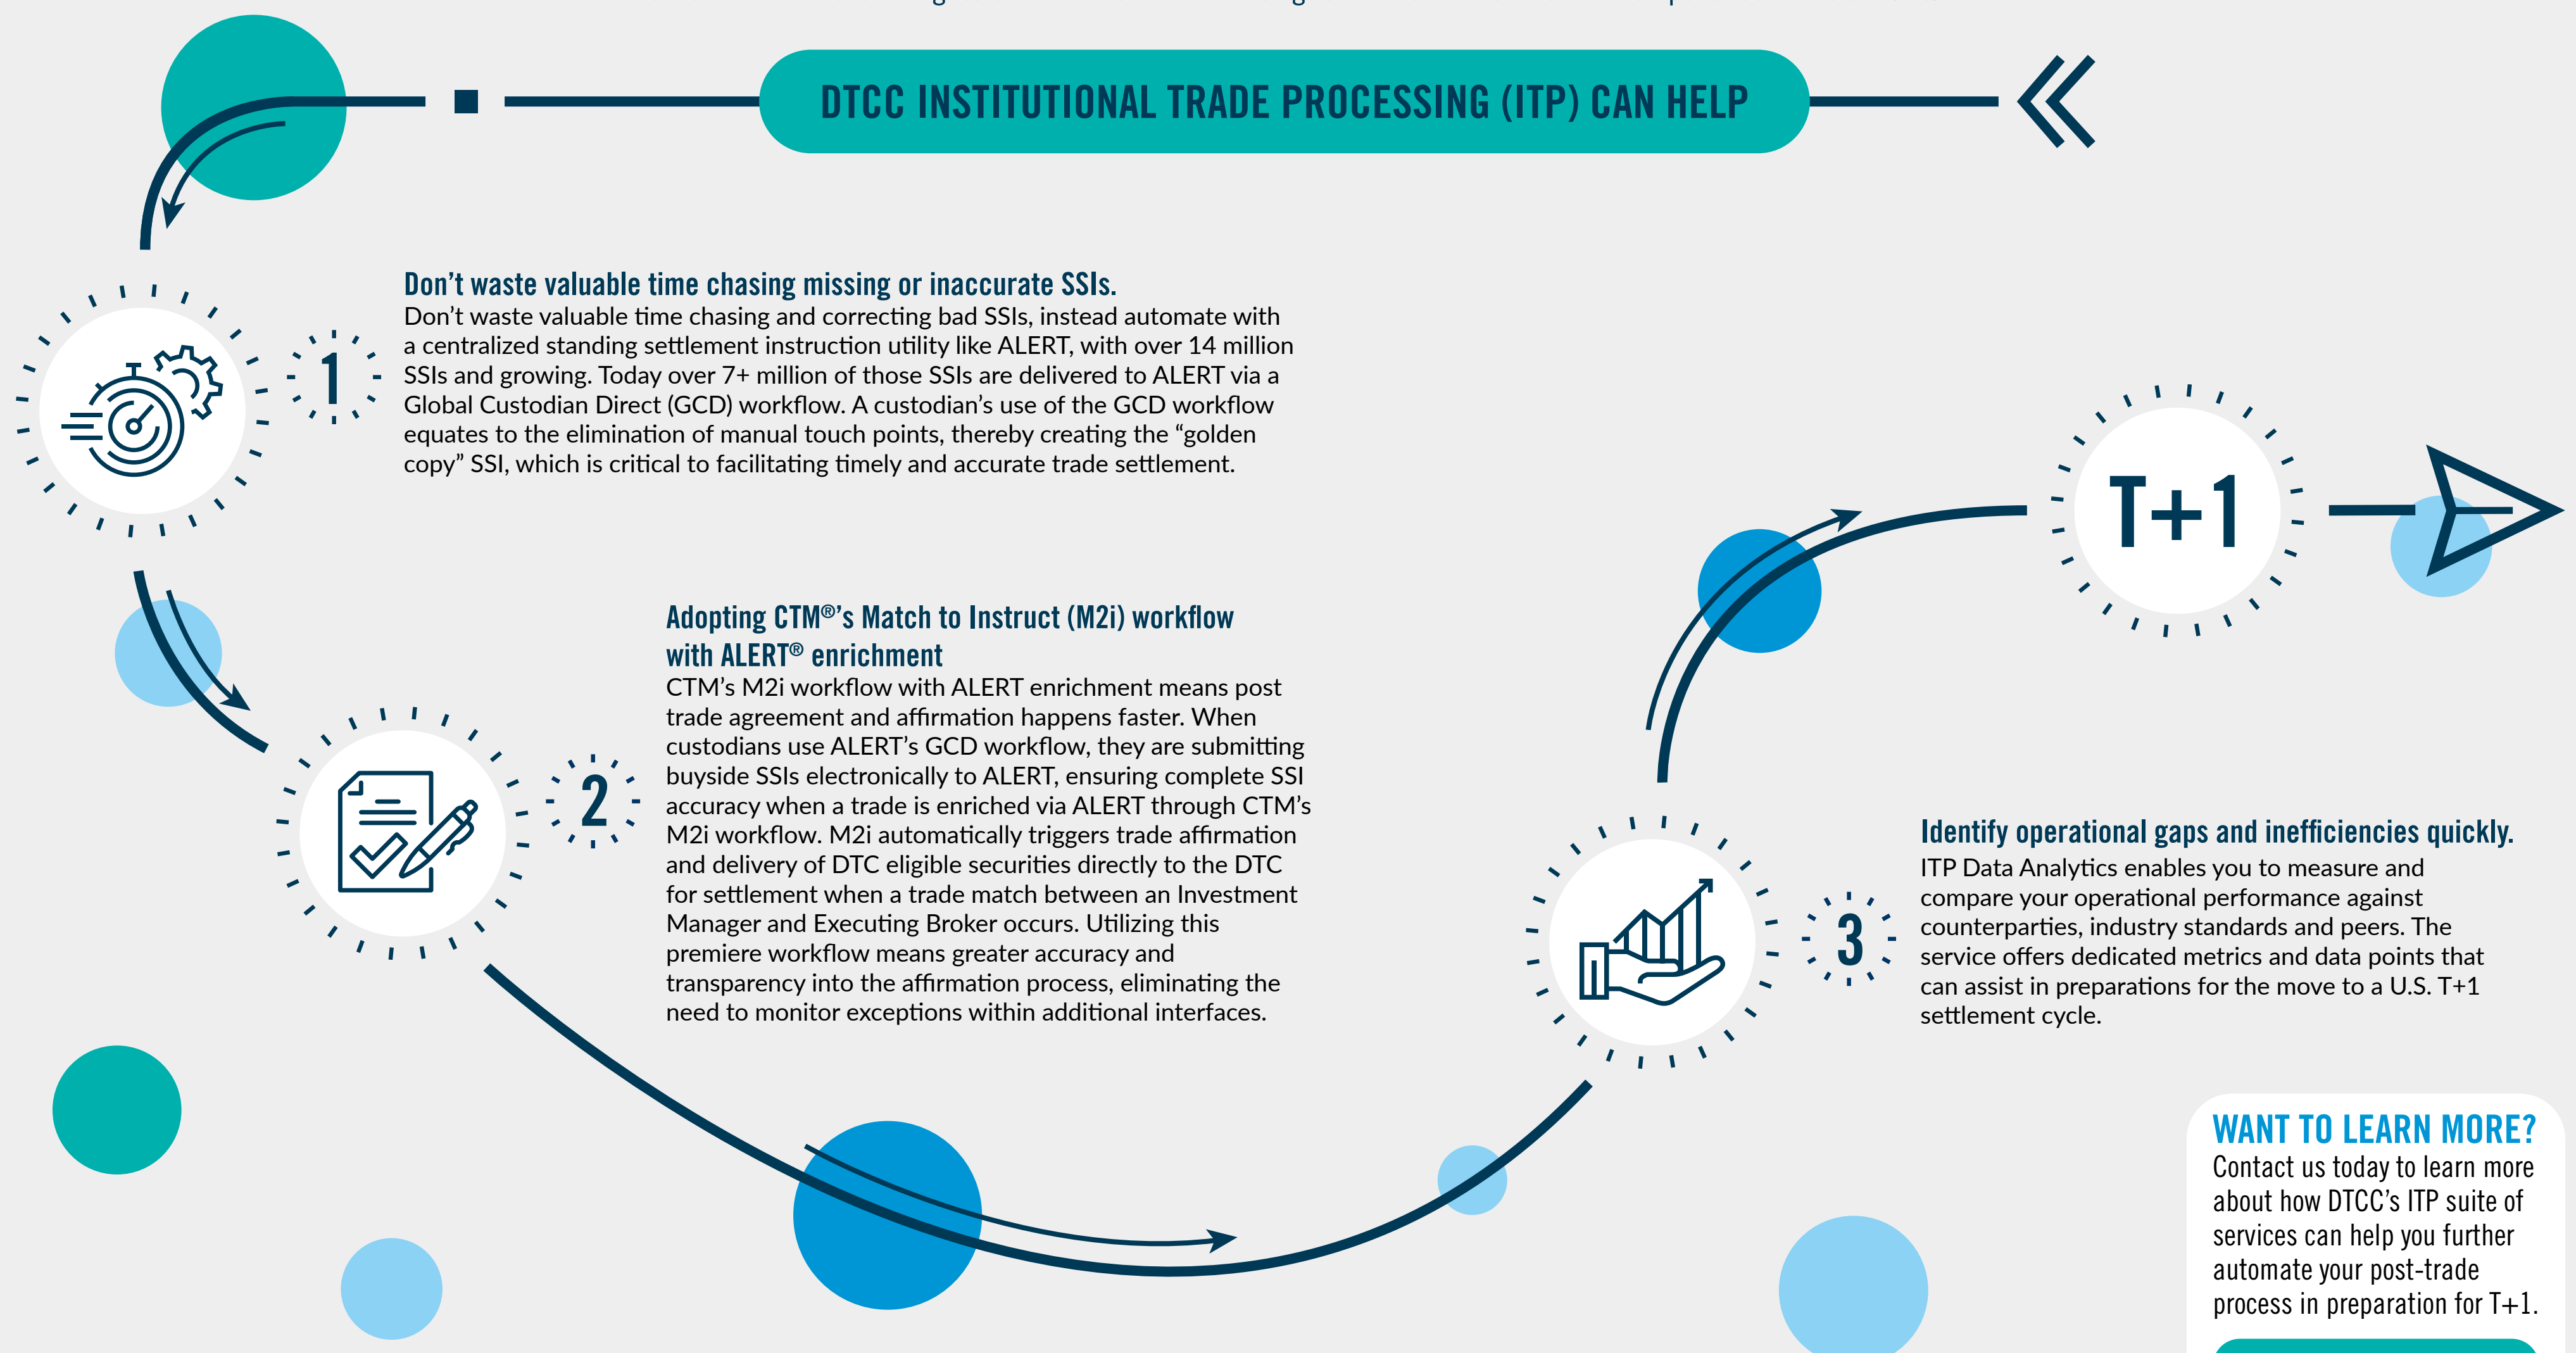 DTCC INSTITUTIONAL TRADE PROCESSING (ITP) CAN HELP
1
Don’t waste valuable time chasing missing or inaccurate SSIs.
Don’t waste valuable time chasing and correcting bad SSIs, instead automate with
a centralized standing settlement instruction utility like ALERT, with over 14 million
SSIs and growing. Today over 7+ million of those SSIs are delivered to ALERT via a
Global Custodian Direct (GCD) workflow. A custodian’s use of the GCD workflow
equates to the elimination of manual touch points, thereby creating the “golden
copy” SSI, which is critical to facilitating timely and accurate trade settlement.
2
Adopting CTM®’s Match to Instruct (M2i) workflow
with ALERT® enrichment
CTM’s M2i workflow with ALERT enrichment means post
trade agreement and affirmation happens faster. When
custodians use ALERT’s GCD workflow, they are submitting
buyside SSIs electronically to ALERT, ensuring complete SSI
accuracy when a trade is enriched via ALERT through CTM’s
M2i workflow. M2i automatically triggers trade affirmation
and delivery of DTC eligible securities directly to the DTC
for settlement when a trade match between an Investment
Manager and Executing Broker occurs. Utilizing this
premiere workflow means greater accuracy and
transparency into the affirmation process, eliminating the
need to monitor exceptions within additional interfaces.
3
Identify operational gaps and inefficiencies quickly.
ITP Data Analytics enables you to measure and
compare your operational performance against
counterparties, industry standards and peers. The
service offers dedicated metrics and data points that
can assist in preparations for the move to a U.S. T+1
settlement cycle.
T+1
WANT TO LEARN MORE?
Contact us today to learn more
about how DTCC’s ITP suite of
services can help you further
automate your post-trade
process in preparation for T+1.